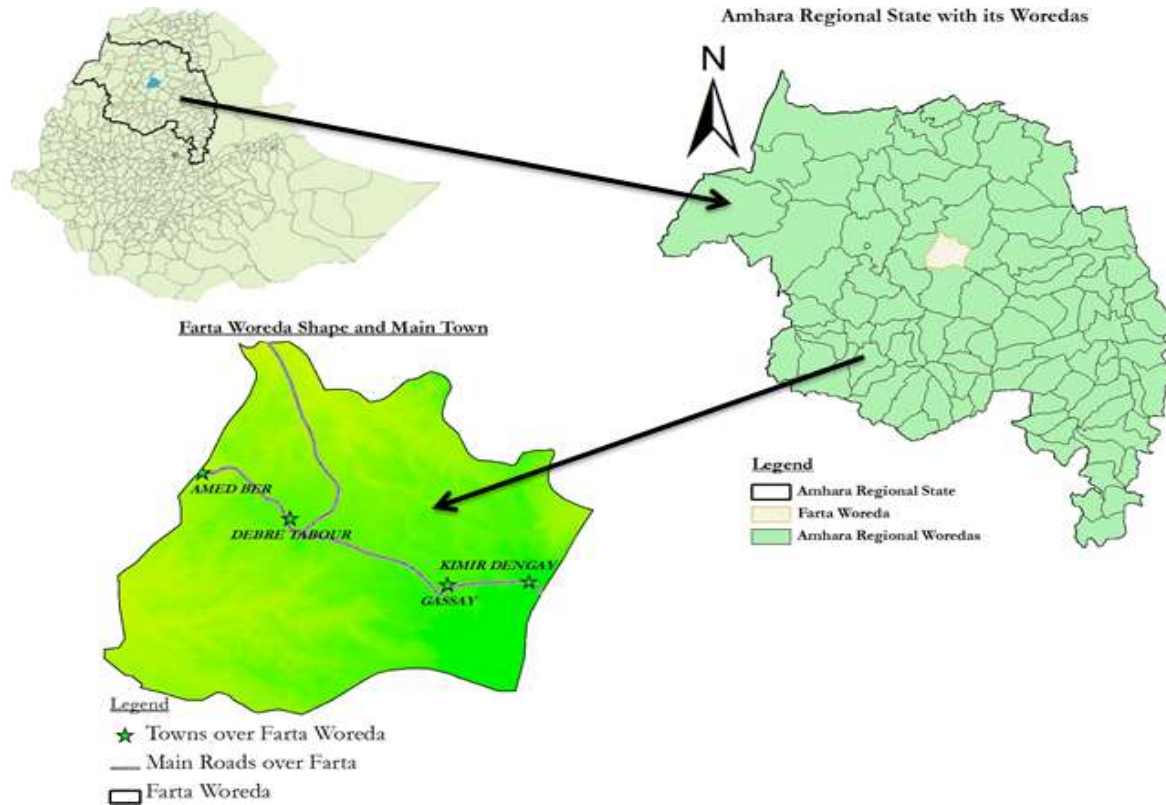 Amhara Regional State with its Woredas
N
Legend
Amhara Regional State
Farta Woreda
Amhara Regional Woredas
Farta Woreda Shape and Main Town
AMED BER
DEBRE TABOUR
KIMIR DENGAY
GASSAY
Legend
Towns over Farta Woreda
Main Roads over Farta
Farta Woreda